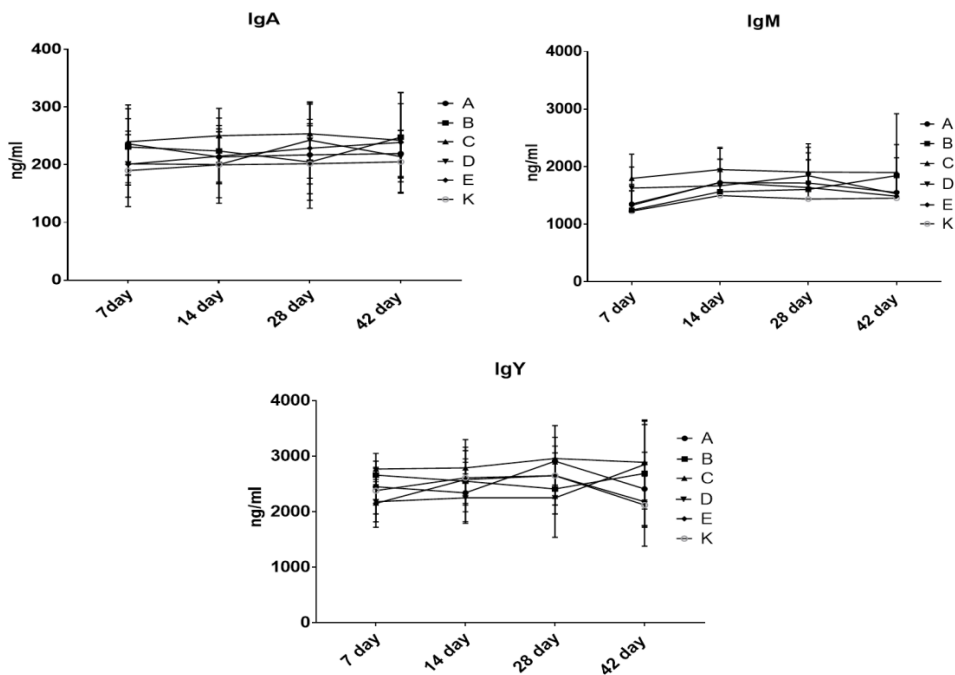 IgA
400
300
200
100
0
ng/ml
7day
14 day
28 day
42 day
A
B
C
D
E
K
IgM
4000
3000
2000
1000
0
ng/ml
7 day
14 day
28 day
42 day
A
B
C
D
E
K
IgY
4000
3000
2000
1000
0
ng/ml
7 day
14 day
28 day
42 day
A
B
C
D
E
K